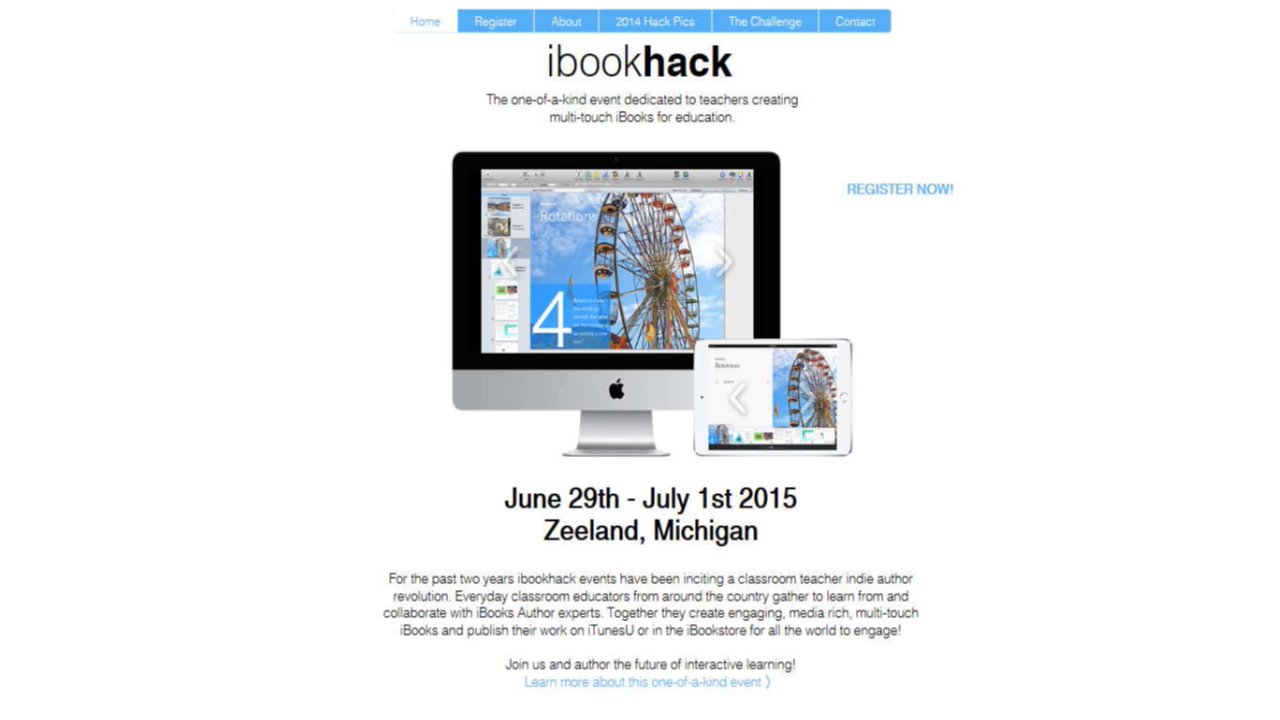 Home Register About 2014 Hack Pics The Challenge Contact
ibookhack
The one-of-a-kind event dedicated to teachers creating
multi-touch iBooks for education.
REGISTER NOW!
Rotations
4
Rotations
June 29th - July 1st 2015
Zeeland, Michigan
For the past two years ibookhack events have been inciting a classroom teacher indie author
revolution. Everyday classroom educators from around the country gather to learn from and
collaborate with iBooks Author experts. Together they create engaging, media rich, multi-touch
iBooks and publish their work on iTunesU or in the iBookstore for all the world to engage!
Join us and author the future of interactive learning!
Learn more about this one-of-a-kind event 〉